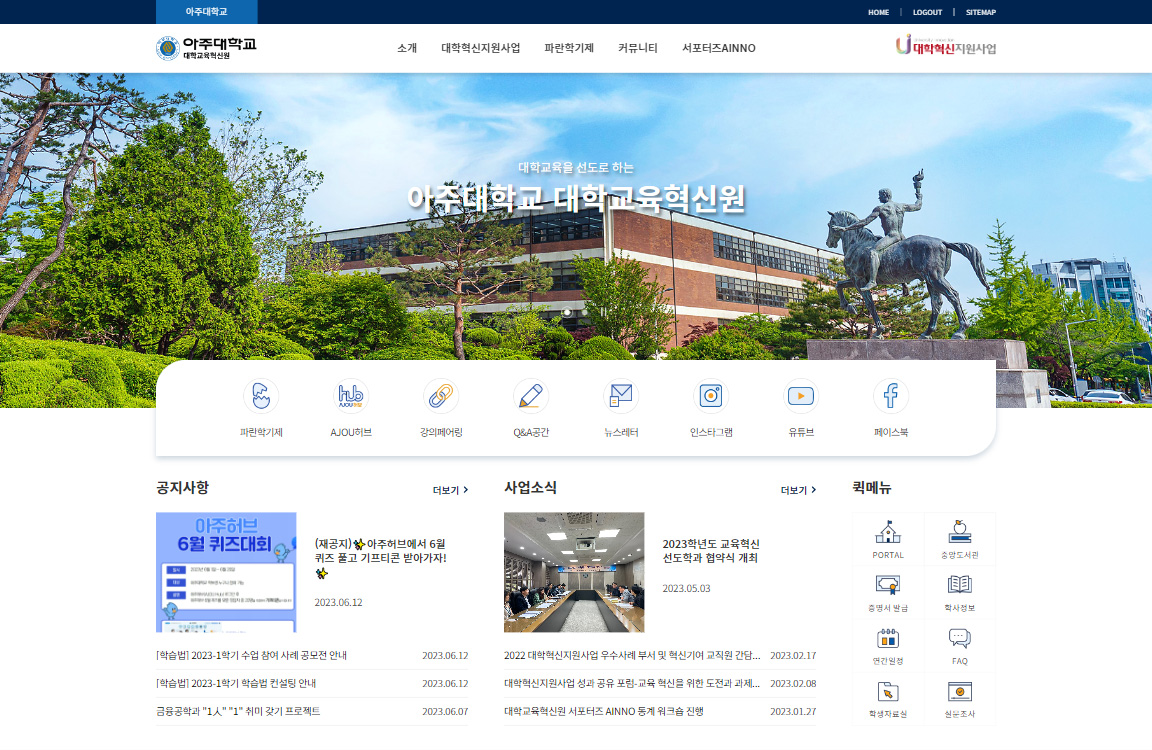 아주대학교
HOME
LOGOUT
SITEMAP
아주대학교
대학교육혁신원
소개
대학혁신지원사업
파란학기제
커뮤니티
서포터즈AINNO
대학혁신지원사업
대학교육을 선도로 하는
아주대학교 대학교육혁신원
파란학기제
AJOU허브
강의페어링
Q&A공간
뉴스레터
인스타그램
유튜브
페이스북
공지사항
더보기
아주허브
6월 퀴즈대회
(재공지)✨아주허브에서 6월
퀴즈 풀고 기프티콘 받아가자!
✨
2023.06.12
[학습법] 2023-1학기 수업 참여 사례 공모전 안내 2023.06.12
[학습법] 2023-1학기 학습법 컨설팅 안내 2023.06.12
금융공학과 "1人" "1" 취미 갖기 프로젝트 2023.06.07
사업소식
더보기
2023학년도 교육혁신
선도학과 협약식 개최
2023.05.03
2022 대학혁신지원사업 우수사례 부서 및 혁신기여 교직원 간담... 2023.02.17
대학혁신지원사업 성과 공유 포럼-교육 혁신을 위한 도전과 과제... 2023.02.08
대학교육혁신원 서포터즈 AINNO 동계 워크숍 진행 2023.01.27
퀵메뉴
PORTAL
중앙도서관
증명서 발급
학사정보
연간일정
FAQ
학생자료실
설문조사